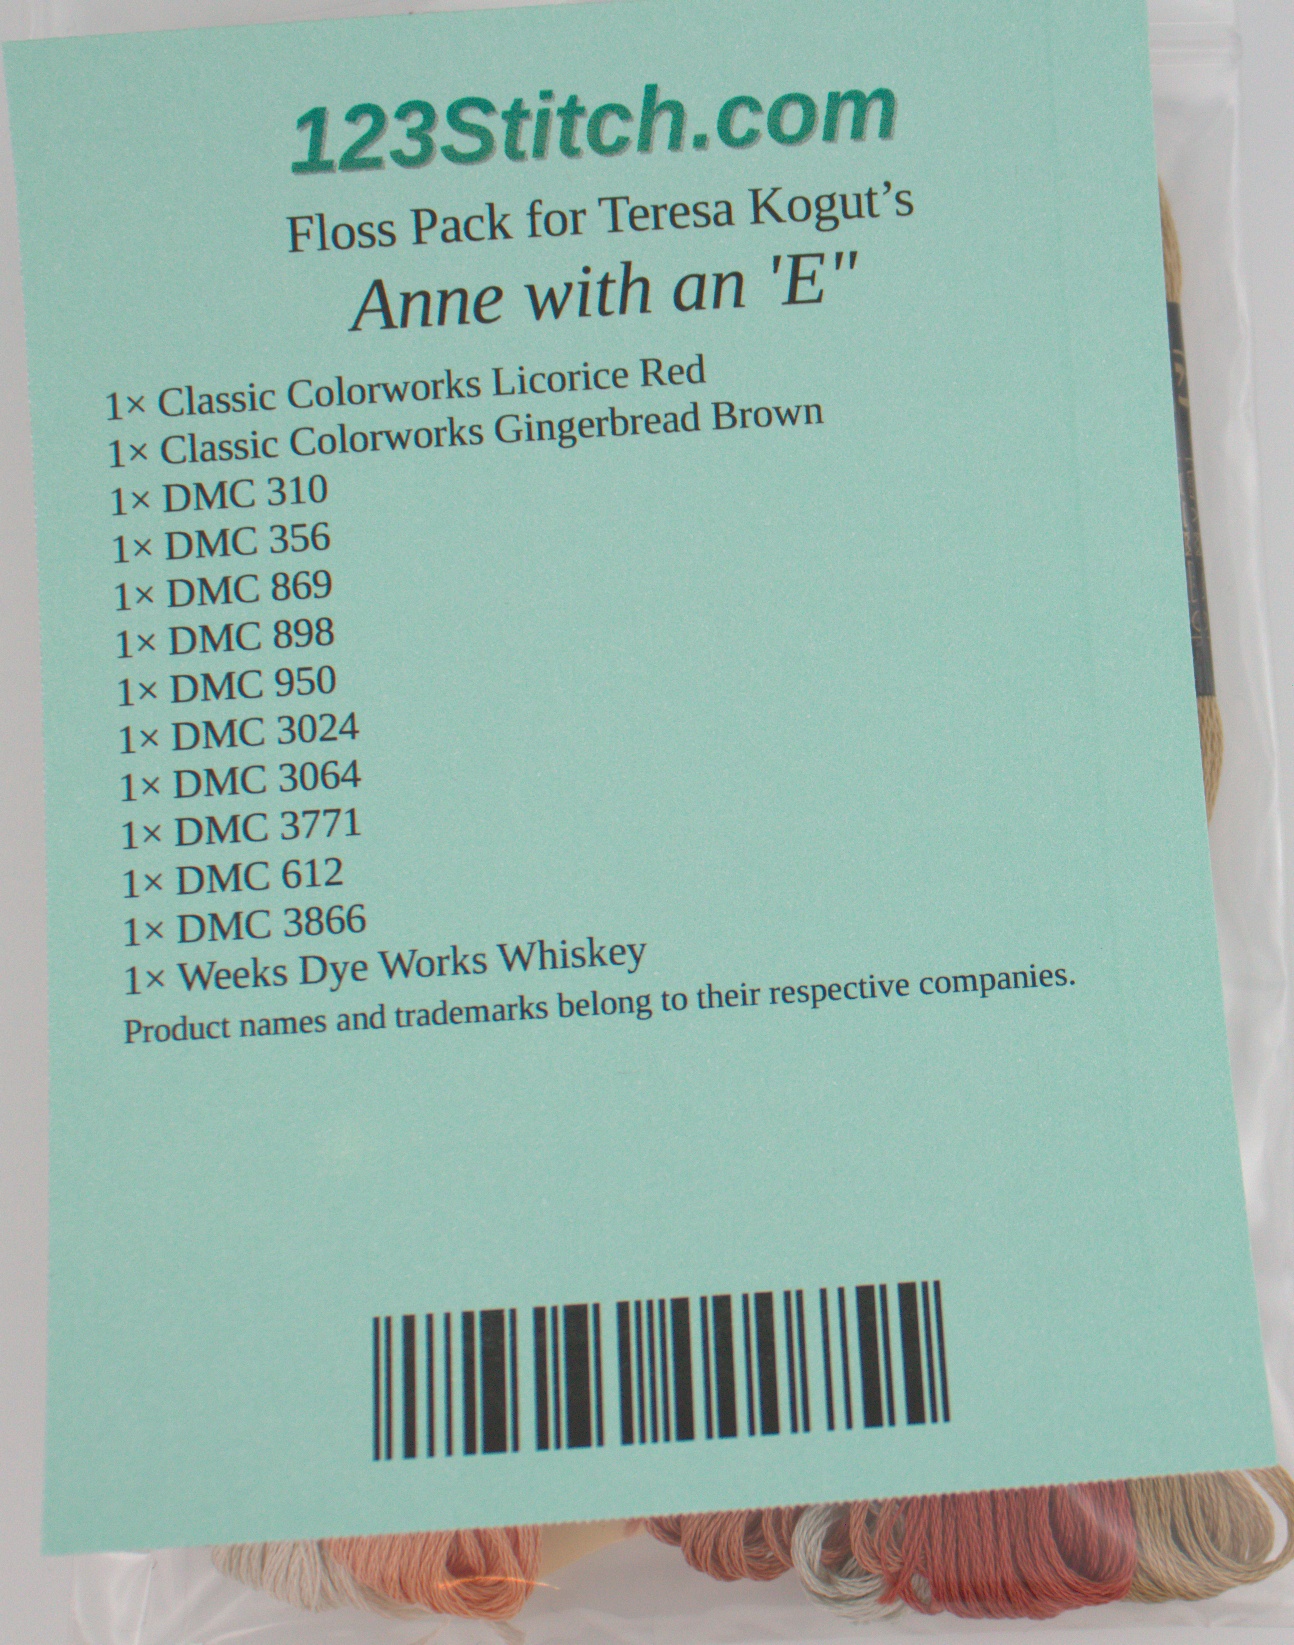 123Stitch.com
Floss Pack for Teresa Kogut’s
Anne with an 'E"
1× Classic Colorworks Licorice Red
1× Classic Colorworks Gingerbread Brown
1× DMC 310
1× DMC 356
1× DMC 869
1× DMC 898
1× DMC 950
1× DMC 3024
1× DMC 3064
1× DMC 3771
1× DMC 612
1× DMC 3866
1× Weeks Dye Works Whiskey
Product names and trademarks belong to their respective companies.